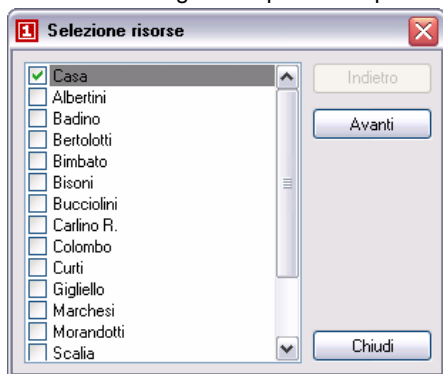 Selezione risorse
Casa
Albertini
Badino
Bertolotti
Bimbato
Bisoni
Bucciolini
Carlino R.
Colombo
Curti
Gigliello
Marchesi
Morandotti
Scalia
Indietro
Avanti
Chiudi